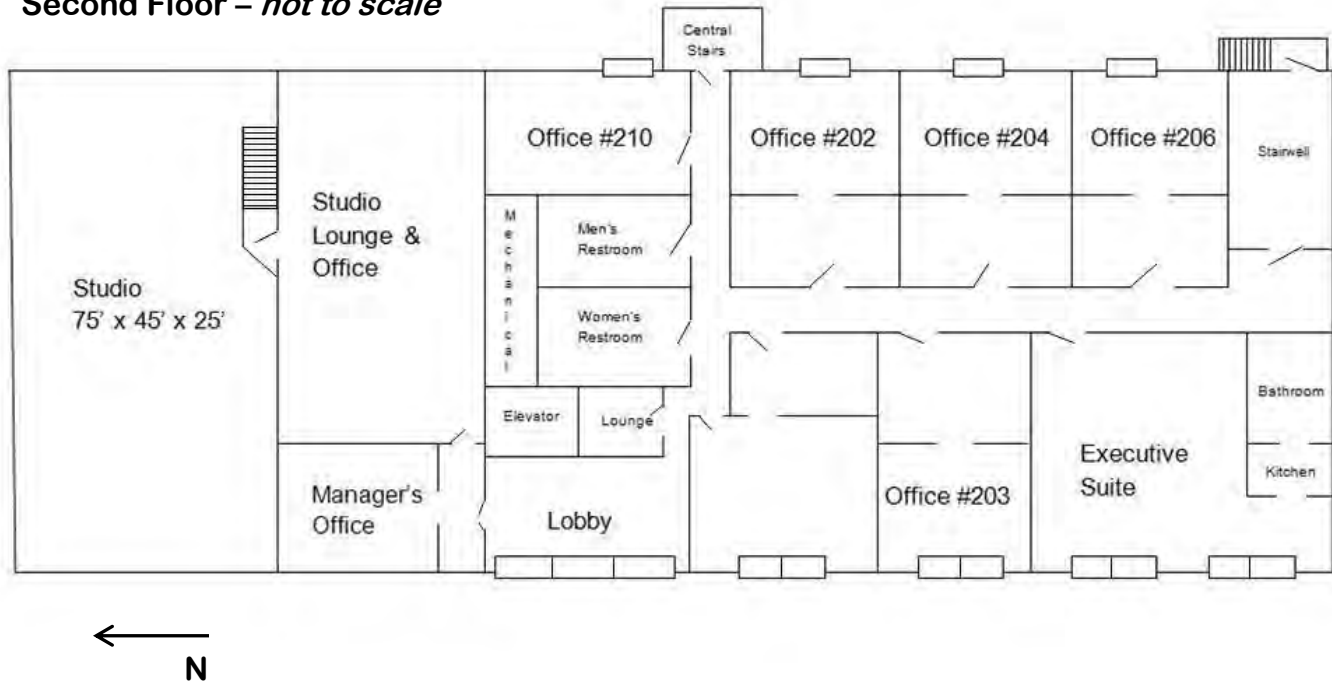 Second Floor – not to scale
Central
Stairs
Office #210
Office #202
Office #204
Office #206
Stairwell
Studio
Lounge &
Office
Mechanical
Men's
Restroom
Women's
Restroom
Studio
75' x 45' x 25'
Elevator
Lounge
Bathroom
Kitchen
Executive
Suite
Manager's
Office
Lobby
Office #203
N